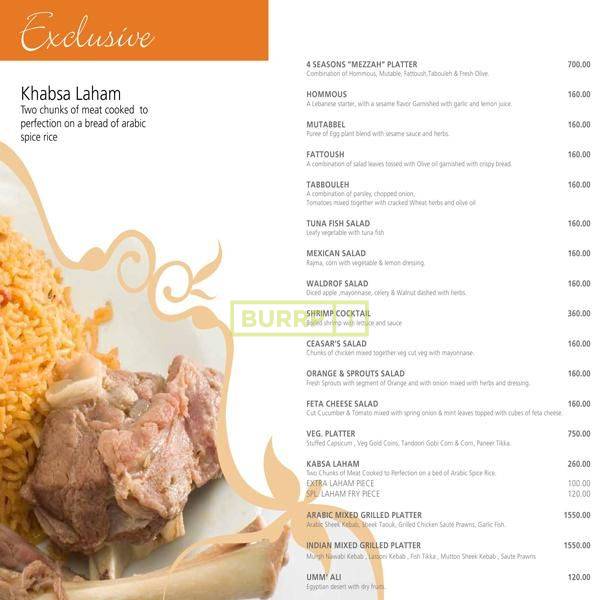 Exclusive
Khabsa Laham
Two chunks of meat cooked to
perfection on a bread of arabic
spice rice
4 SEASONS "MEZZAH" PLATTER 700.00
Combination of Hommous, Mutable, Fattoush,Tabouleh & Fresh Olive.
HOMMOUS 160.00
A Lebanese starter, with a sesame flavor Garnished with garlic and lemon juice.
MUTABBEL 160.00
Puree of Egg plant blend with sesame sauce and herbs.
FATTOUSH 160.00
A combination of salad leaves tossed with Olive oil garnished with crispy bread.
TABBOULEH 160.00
A combination of parsley, chopped onion,
Tomatoes mixed together with cracked Wheat herbs and olive oil
TUNA FISH SALAD 160.00
Leafy vegetable with tuna fish
MEXICAN SALAD 160.00
Rajma, corn with vegetable & lemon dressing.
WALDROF SALAD 160.00
Diced apple ,mayonnaise, celery & Walnut dashed with herbs.
SHRIMP COCKTAIL 360.00
shrimp with lettuce and sauce
CEASAR'S SALAD 160.00
Chunks of chicken mixed together veg cut veg with mayonnaise.
ORANGE & SPROUTS SALAD 160.00
Fresh Sprouts with segment of Orange and with onion mixed with herbs and dressing.
FETA CHEESE SALAD 160.00
Cut Cucumber & Tomato mixed with spring onion & mint leaves topped with cubes of feta cheese.
VEG. PLATTER 750.00
Stuffed Capsicum , Veg Gold Coins, Tandoori Gobi Corn & Corn, Paneer Tikka.
KABSA LAHAM 260.00
Two Chunks of Meat Cooked to Perfection on a bed of Arabic Spice Rice.
EXTRA LAHAM PIECE 100.00
SPL. LAHAM FRY PIECE 120.00
ARABIC MIXED GRILLED PLATTER 1550.00
Arabic Sheek Kebab, Sheek Taouk, Grilled Chicken Sauté Prawns, Garlic Fish.
INDIAN MIXED GRILLED PLATTER 1550.00
Murgh Nawabi Kebab , Lasooni Kebab , Fish Tikka , Mutton Sheek Kebab , Saute Prawns
UMM' ALI 120.00
Egyptian desert with dry fruits.